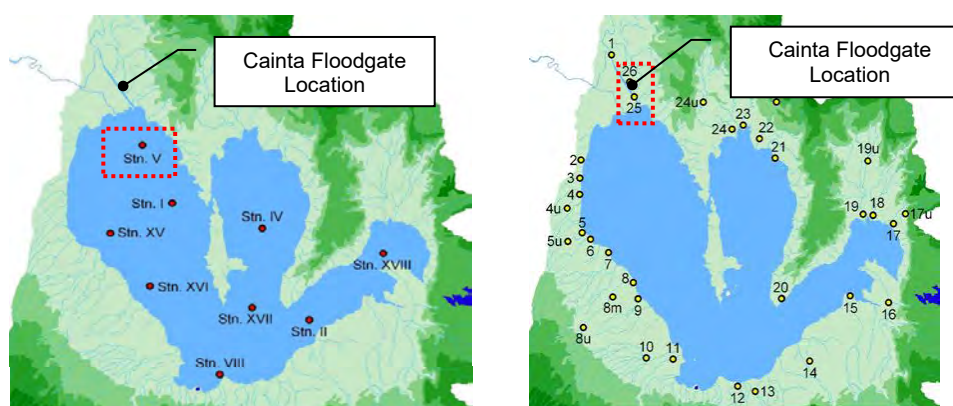 Cainta Floodgate
Location
Stn. V
Stn. I
Stn. IV
Stn. XV
Stn. XVIII
Stn. XVI
Stn. XVII
Stn. II
Stn. VIII
Cainta Floodgate
Location
1
26
25
24u
23
24
22
21
19u
2
3
4
4u
19
18
17u
17
5
5u
6
7
8
20
15
16
8m
9
8u
10
11
14
12
13